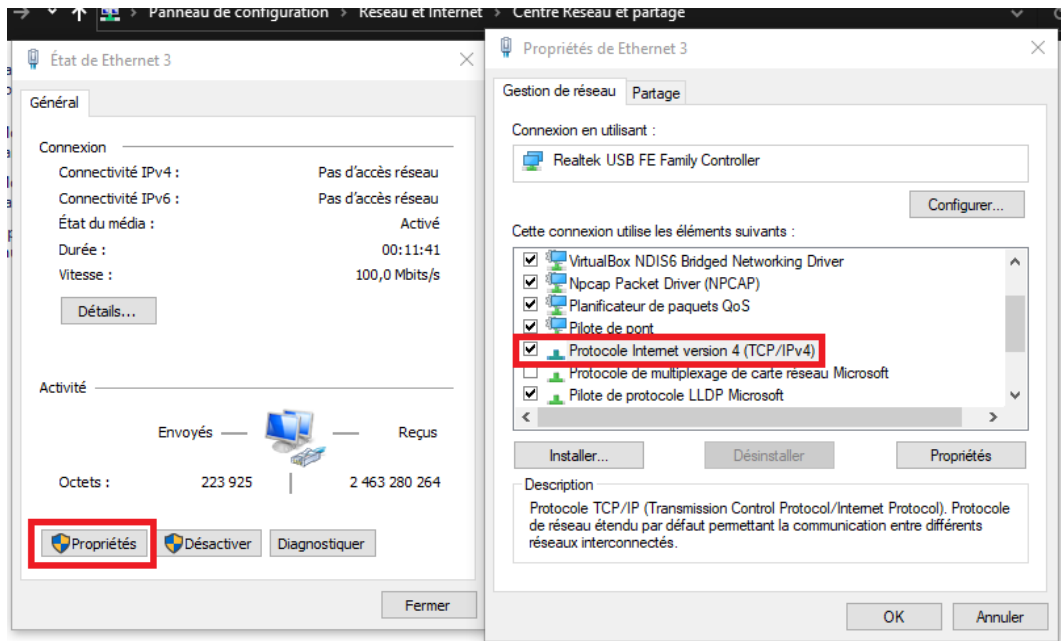 Panneau de configuration > Réseau et Internet > Centre Réseau et partage
État de Ethernet 3
Général
Connexion
Connectivité IPv4 : Pas d'accès réseau
Connectivité IPv6 : Pas d'accès réseau
État du média : Activé
Durée : 00:11:41
Vitesse : 100,0 Mbits/s
Détails...
Activité
Envoyés Reçus
Octets : 223 925 2 463 280 264
Propriétés Désactiver Diagnostiquer
Fermer
Propriétés de Ethernet 3
Gestion de réseau Partage
Connexion en utilisant :
Realtek USB FE Family Controller
Configurer...
Cette connexion utilise les éléments suivants :
VirtualBox NDIS6 Bridged Networking Driver
Npcap Packet Driver (NPCAP)
Planificateur de paquets QoS
Pilote de pont
Protocole Internet version 4 (TCP/IPv4)
Protocole de multiplexage de carte réseau Microsoft
Pilote de protocole LLDP Microsoft
Installer... Désinstaller Propriétés
Description
Protocole TCP/IP (Transmission Control Protocol/Internet Protocol). Protocole
de réseau étendu par défaut permettant la communication entre différents
réseaux interconnectés.
OK Annuler